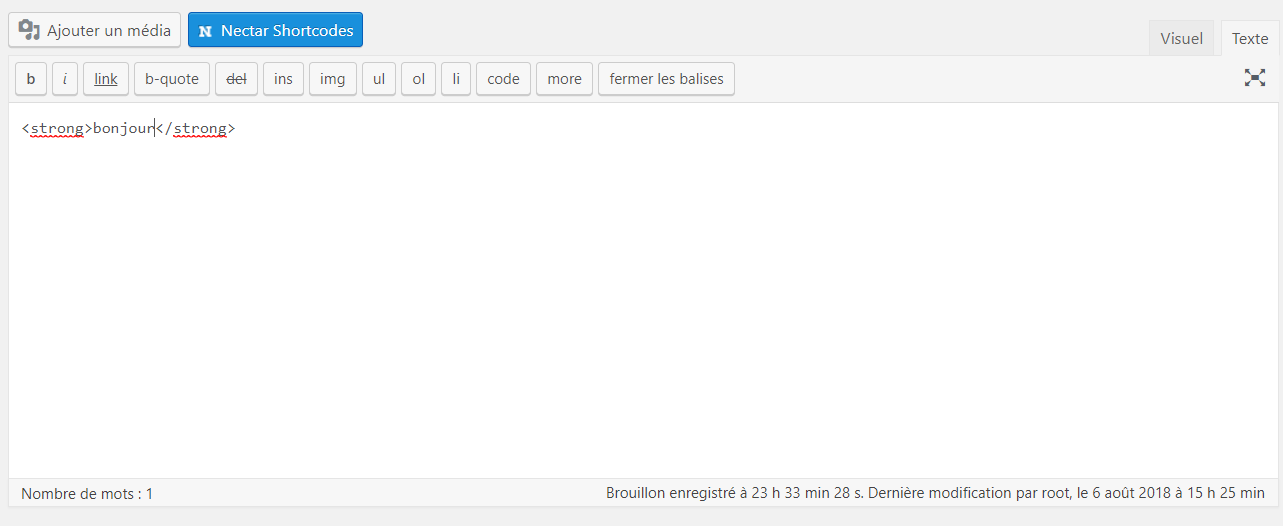 Ajouter un média Nectar Shortcodes
Visuel Texte
b i link b-quote del ins img ul ol li code more fermer les balises
<strong>bonjour</strong>
Nombre de mots : 1 Brouillon enregistré à 23 h 33 min 28 s. Dernière modification par root, le 6 août 2018 à 15 h 25 min